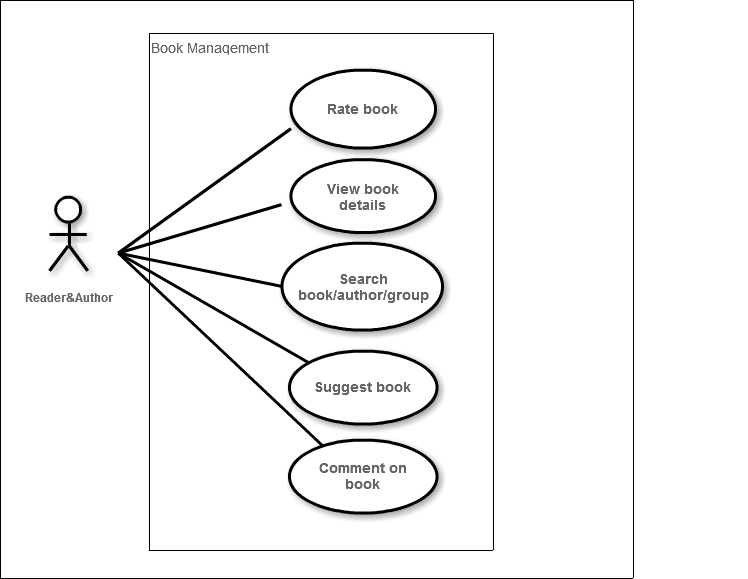 Book Management
Rate book
View book
details
Search
book/author/group
Reader&Author
Suggest book
Comment on
book